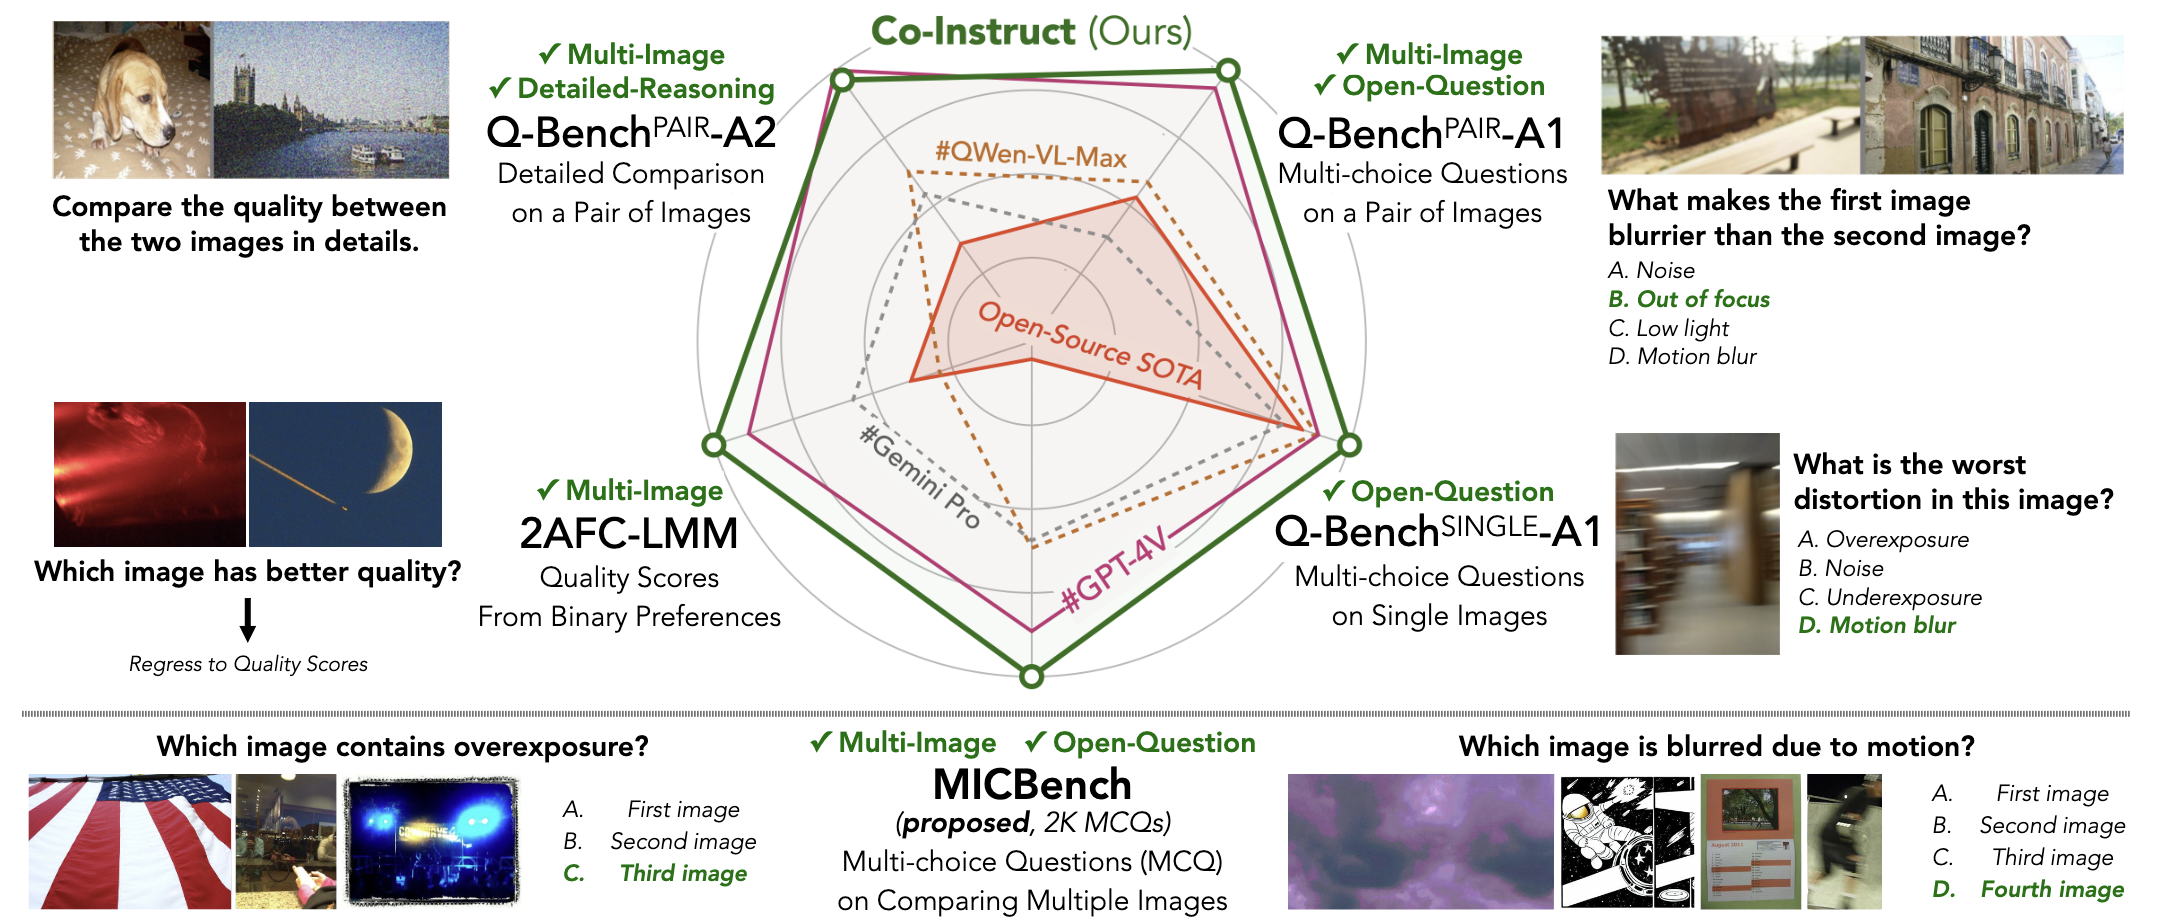 Co-Instruct (Ours)
✓ Multi-Image
✓ Detailed-Reasoning
Q-BenchPAIR-A2
Detailed Comparison
on a Pair of Images
Compare the quality between
the two images in details.
✓ Multi-Image
✓ Open-Question
Q-BenchPAIR-A1
Multi-choice Questions
on a Pair of Images
What makes the first image
blurrier than the second image?
A. Noise
B. Out of focus
C. Low light
D. Motion blur
#QWen-VL-Max
Open-Source SOTA
#Gemini Pro
#GPT-4V
✓ Multi-Image
2AFC-LMM
Quality Scores
From Binary Preferences
Which image has better quality?
Regress to Quality Scores
✓ Open-Question
Q-BenchSINGLE-A1
Multi-choice Questions
on Single Images
What is the worst
distortion in this image?
A. Overexposure
B. Noise
C. Underexposure
D. Motion blur
Which image contains overexposure?
A. First image
B. Second image
C. Third image
✓ Multi-Image ✓ Open-Question
MICBench
(proposed, 2K MCQs)
Multi-choice Questions (MCQ)
on Comparing Multiple Images
Which image is blurred due to motion?
August 2011
A. First image
B. Second image
C. Third image
D. Fourth image